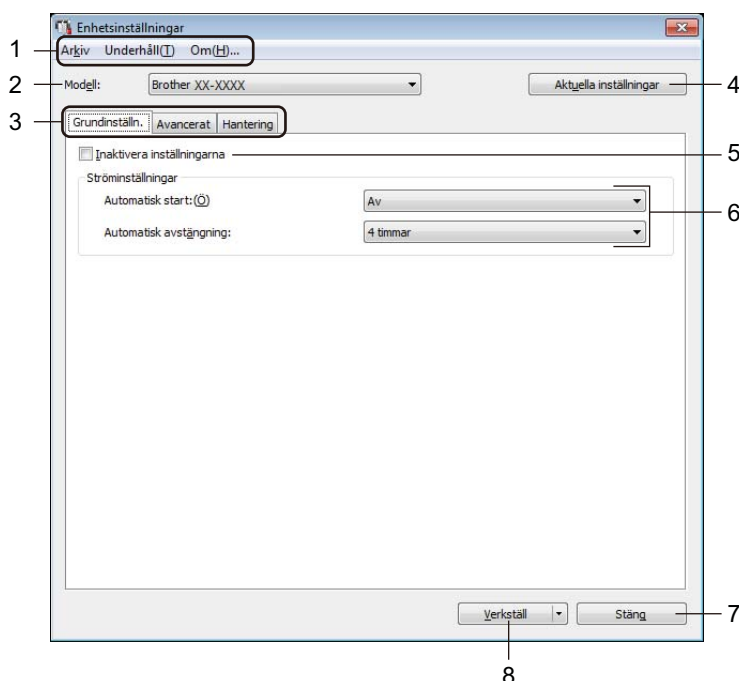 Enhetsinställningar
1 Arkiv Underhåll(T) Om(H)...
2 Modell: Brother XX-XXXX Aktuella inställningar 4
3 Grundinställn. Avancerat Hantering
Inaktivera inställningarna 5
Ströminställningar
Automatisk start:(Ö) Av
6
Automatisk avstängning: 4 timmar
Verkställ Stäng 7
8